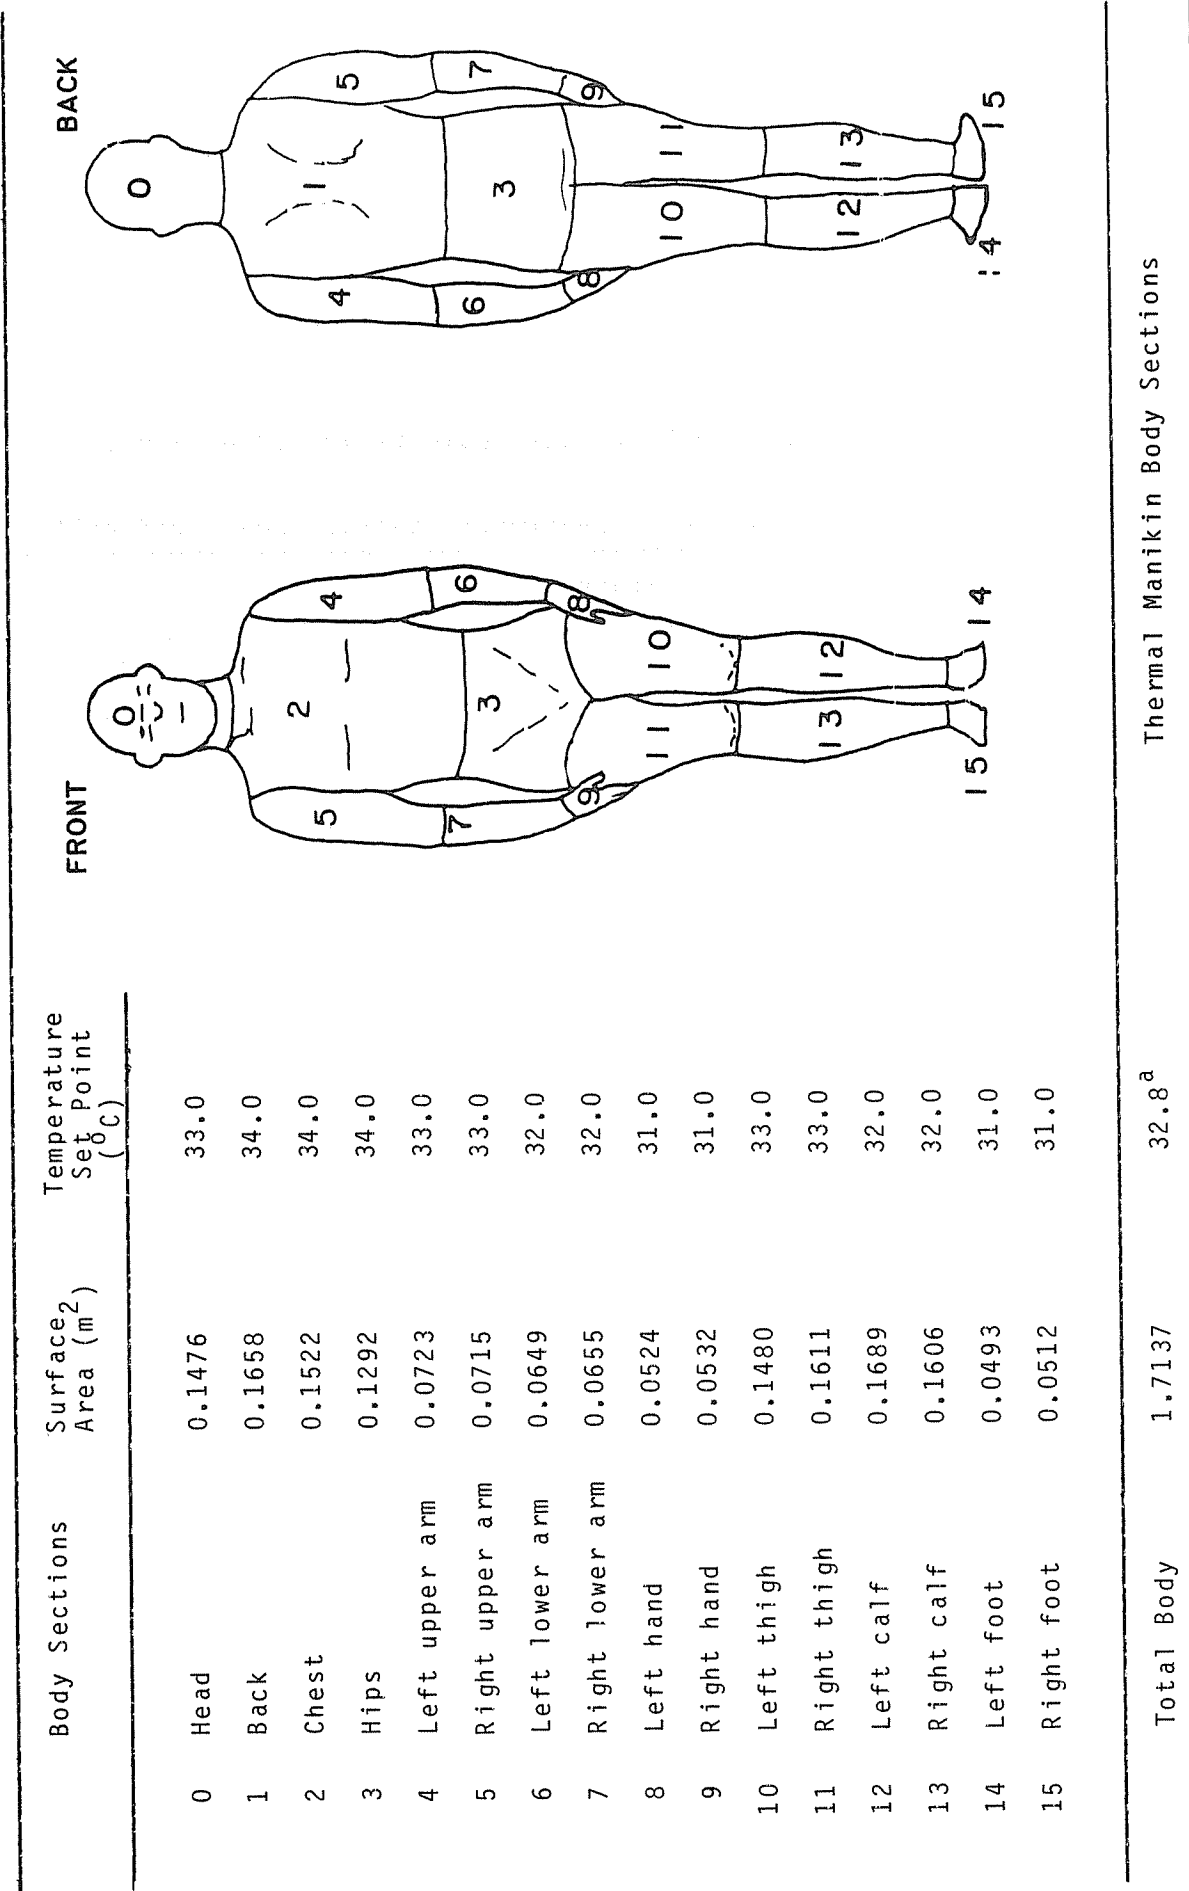 Body Sections Surface Area (m2) Temperature Set Point (oC)
0 Head 0.1476 33.0
1 Back 0.1658 34.0
2 Chest 0.1522 34.0
3 Hips 0.1292 34.0
4 Left upper arm 0.0723 33.0
5 Right upper arm 0.0715 33.0
6 Left lower arm 0.0649 32.0
7 Right lower arm 0.0655 32.0
8 Left hand 0.0524 31.0
9 Right hand 0.0532 31.0
10 Left thigh 0.1480 33.0
11 Right thigh 0.1611 33.0
12 Left calf 0.1689 32.0
13 Right calf 0.1606 32.0
14 Left foot 0.0493 31.0
15 Right foot 0.0512 31.0
Total Body 1.7137 32.8a
FRONT
0
2
5 4
3
7 6
9 8
11 10
13 12
15 14
BACK
0
1
4 5
3
6 7
8 9
10 11
12 13
14 15
Thermal Manikin Body Sections